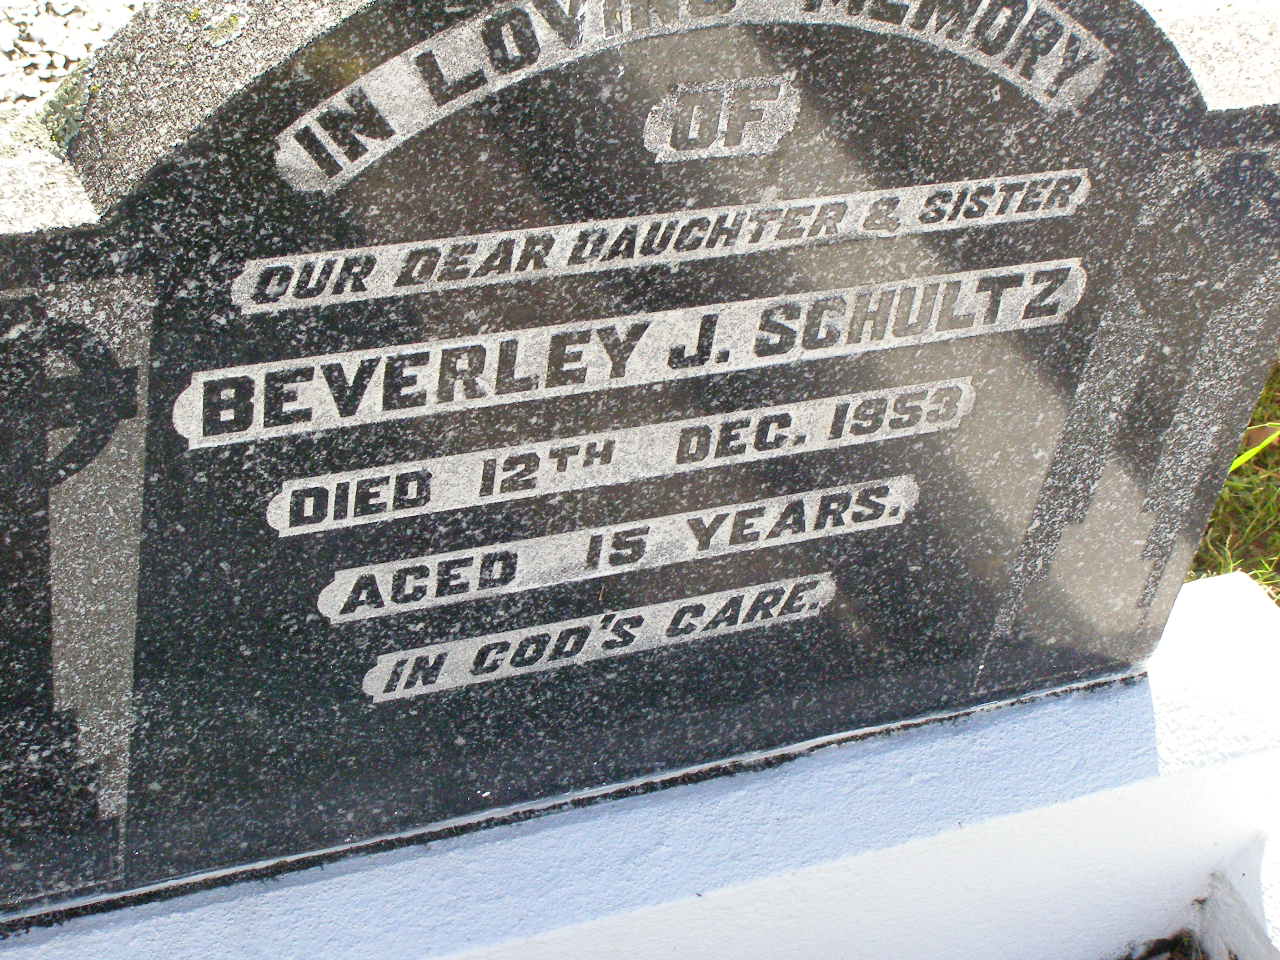 IN LOVING MEMORY
OF
OUR DEAR DAUGHTER & SISTER
BEVERLEY J. SCHULTZ
DIED 12TH DEC. 1953
AGED 15 YEARS.
IN GOD'S CARE.